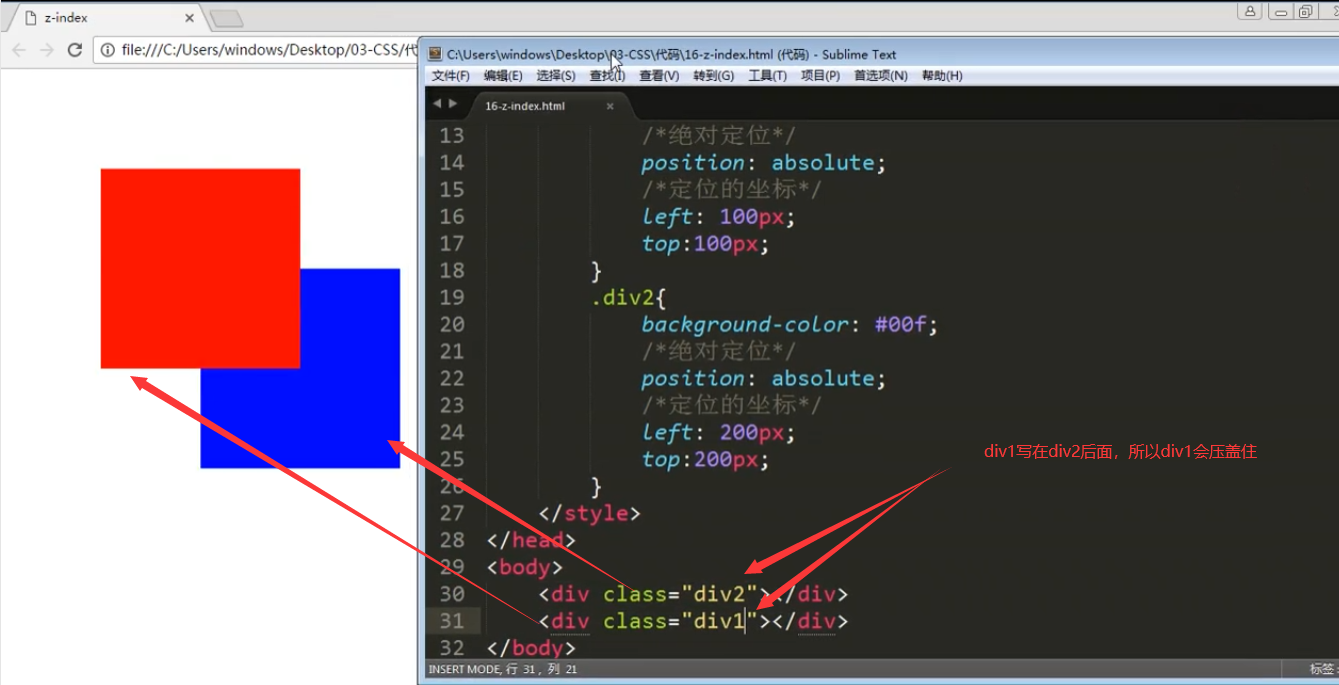 z-index
file:///C:/Users/windows/Desktop/03-CSS/代
C:\Users\windows\Desktop\03-CSS\代码\16-z-index.html (代码) - Sublime Text
文件(F) 编辑(E) 选择(S) 查找(I) 查看(V) 转到(G) 工具(T) 项目(P) 首选项(N) 帮助(H)
16-z-index.html
13 /*绝对定位*/
14 position: absolute;
15 /*定位的坐标*/
16 left: 100px;
17 top:100px;
18 }
19 .div2{
20 background-color: #00f;
21 /*绝对定位*/
22 position: absolute;
23 /*定位的坐标*/
24 left: 200px;
25 top:200px;
26 }
27 </style>
28 </head>
29 <body>
30 <div class="div2"></div>
31 <div class="div1"></div>
32 </body>
div1写在div2后面，所以div1会压盖住
INSERT MODE, 行 31 , 列 21
标签: